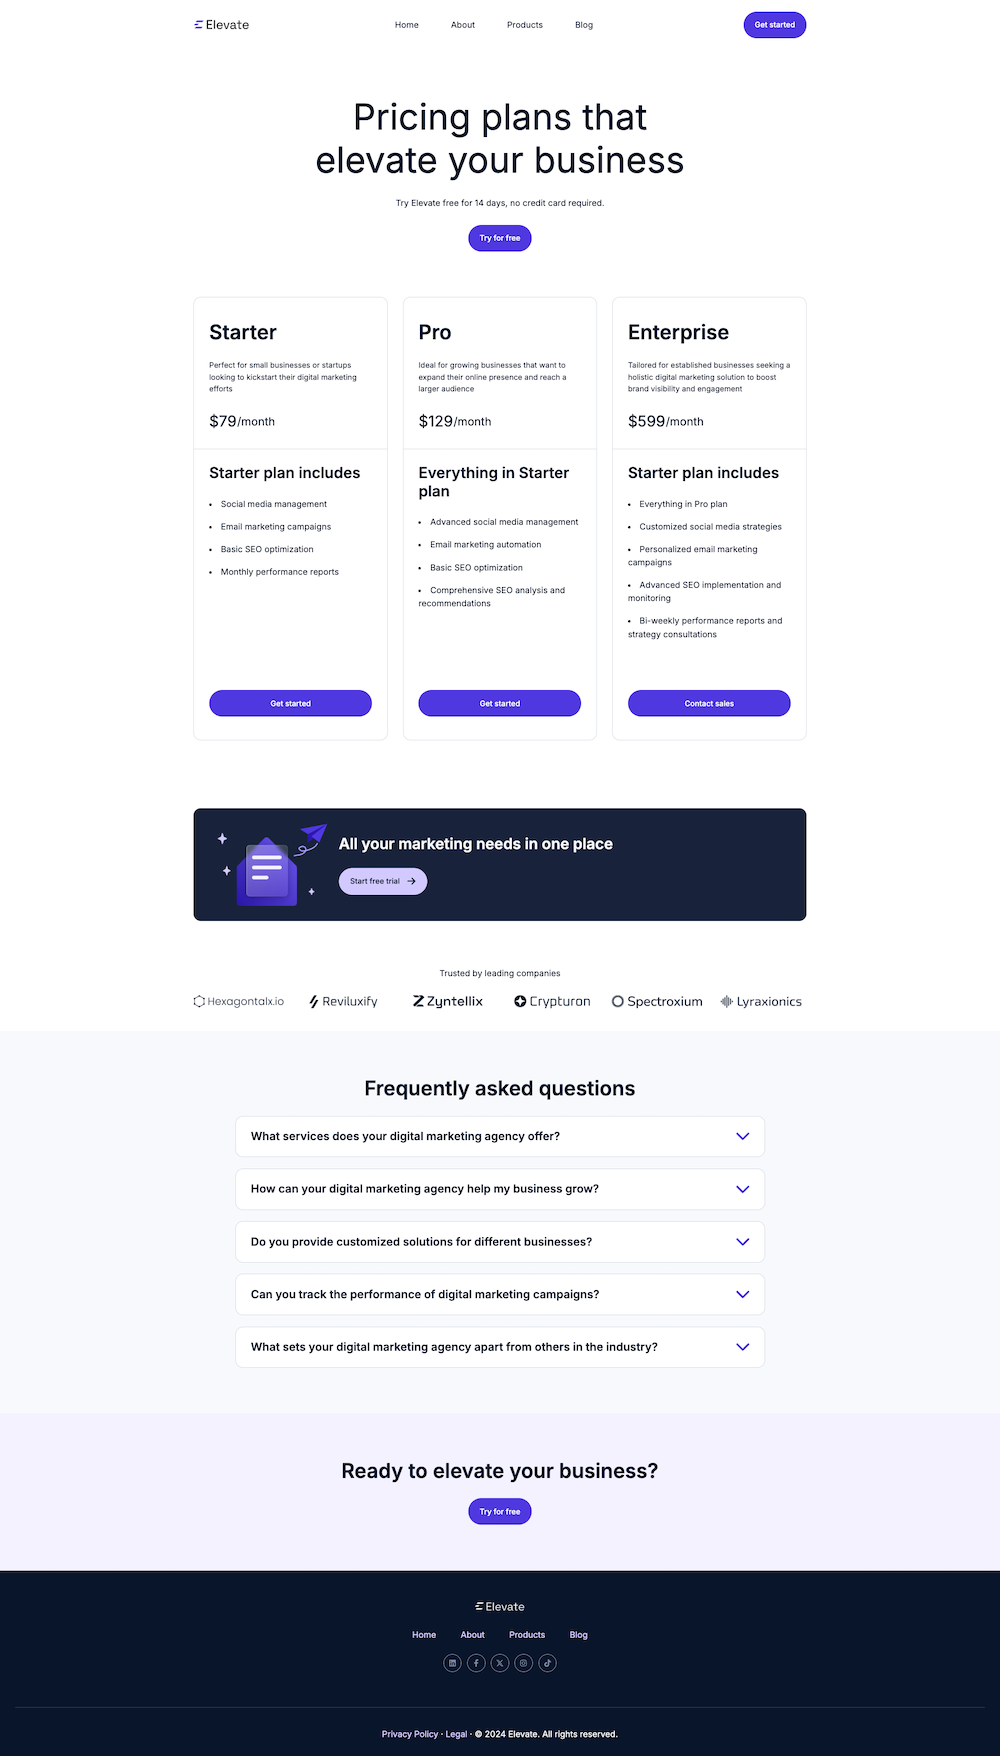 Elevate
Home About Products Blog
Get started
Pricing plans that
elevate your business
Try Elevate free for 14 days, no credit card required.
Try for free
Starter
Perfect for small businesses or startups
looking to kickstart their digital marketing
efforts
$79/month
Starter plan includes
• Social media management
• Email marketing campaigns
• Basic SEO optimization
• Monthly performance reports
Get started
Pro
Ideal for growing businesses that want to
expand their online presence and reach a
larger audience
$129/month
Everything in Starter
plan
• Advanced social media management
• Email marketing automation
• Basic SEO optimization
• Comprehensive SEO analysis and
recommendations
Get started
Enterprise
Tailored for established businesses seeking a
holistic digital marketing solution to boost
brand visibility and engagement
$599/month
Starter plan includes
• Everything in Pro plan
• Customized social media strategies
• Personalized email marketing
campaigns
• Advanced SEO implementation and
monitoring
• Bi-weekly performance reports and
strategy consultations
Contact sales
All your marketing needs in one place
Start free trial
Trusted by leading companies
Hexagontalx.io Reviluxify Zyntellix Crypturon Spectroxium Lyraxionics
Frequently asked questions
What services does your digital marketing agency offer?
How can your digital marketing agency help my business grow?
Do you provide customized solutions for different businesses?
Can you track the performance of digital marketing campaigns?
What sets your digital marketing agency apart from others in the industry?
Ready to elevate your business?
Try for free
Elevate
Home About Products Blog
Privacy Policy · Legal · © 2024 Elevate. All rights reserved.